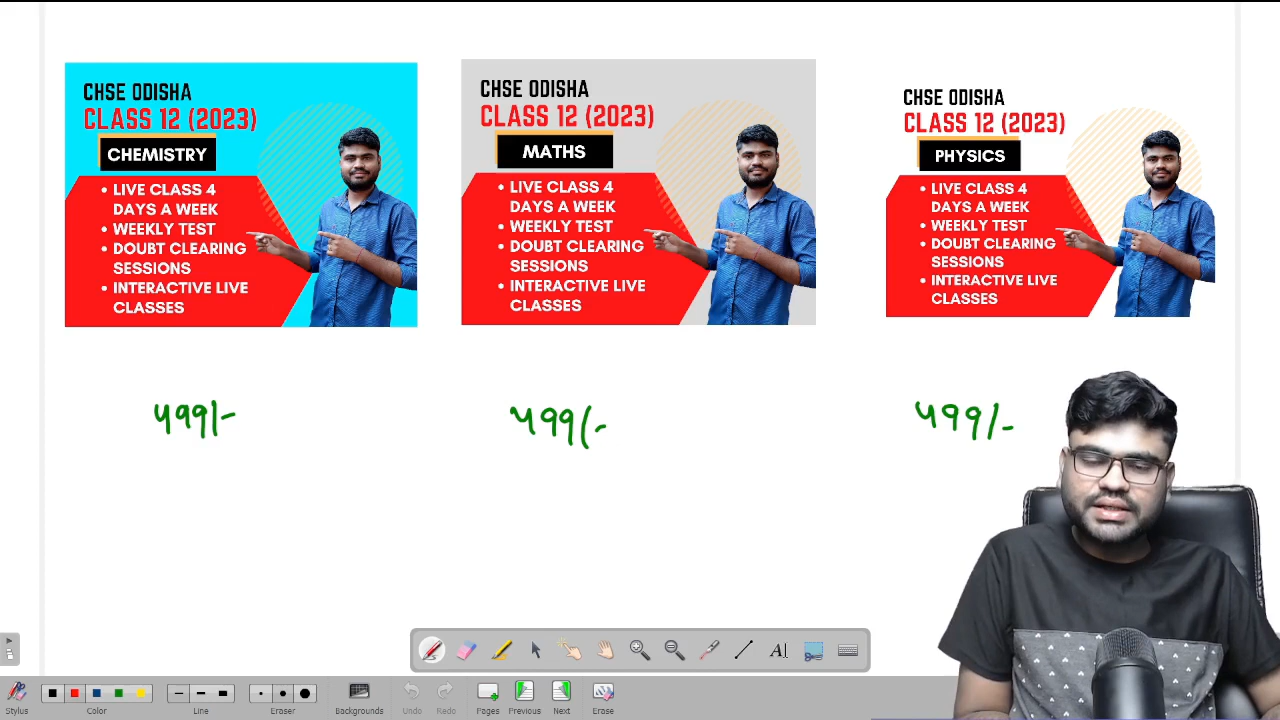 CHSE ODISHA
CLASS 12 (2023)
CHEMISTRY
• LIVE CLASS 4
DAYS A WEEK
• WEEKLY TEST
• DOUBT CLEARING
SESSIONS
• INTERACTIVE LIVE
CLASSES
CHSE ODISHA
CLASS 12 (2023)
MATHS
• LIVE CLASS 4
DAYS A WEEK
• WEEKLY TEST
• DOUBT CLEARING
SESSIONS
• INTERACTIVE LIVE
CLASSES
CHSE ODISHA
CLASS 12 (2023)
PHYSICS
• LIVE CLASS 4
DAYS A WEEK
• WEEKLY TEST
• DOUBT CLEARING
SESSIONS
• INTERACTIVE LIVE
CLASSES
499/-
499/-
499/-
AI
Stylus
Color
Line
Eraser
Backgrounds
Undo
Redo
Pages
Previous
Next
Erase